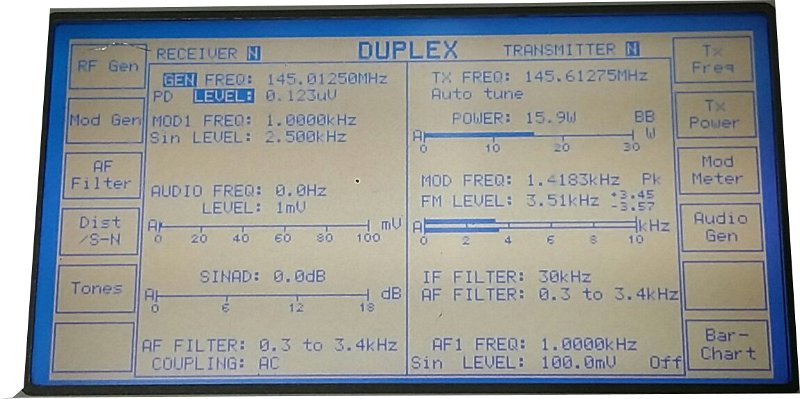 RECEIVER N DUPLEX TRANSMITTER N
RF Gen
Mod Gen
AF
Filter
Dist
/S-N
Tones
GEN FREQ: 145.01250MHz
PD LEVEL: 0.123uV
MOD1 FREQ: 1.0000kHz
Sin LEVEL: 2.500kHz
AUDIO FREQ: 0.0Hz
LEVEL: 1mV
A mV
0 20 40 60 80 100
SINAD: 0.0dB
A dB
0 6 12 18
AF FILTER: 0.3 to 3.4kHz
COUPLING: AC
TX FREQ: 145.61275MHz
Auto tune
POWER: 15.9W BB
A W
0 10 20 30
MOD FREQ: 1.4183kHz Pk
FM LEVEL: 3.51kHz +3.45
-3.57
A kHz
0 2 4 6 8 10
IF FILTER: 30kHz
AF FILTER: 0.3 to 3.4kHz
AF1 FREQ: 1.0000kHz
Sin LEVEL: 100.0mV Off
Tx
Freq
Tx
Power
Mod
Meter
Audio
Gen
Bar-
Chart